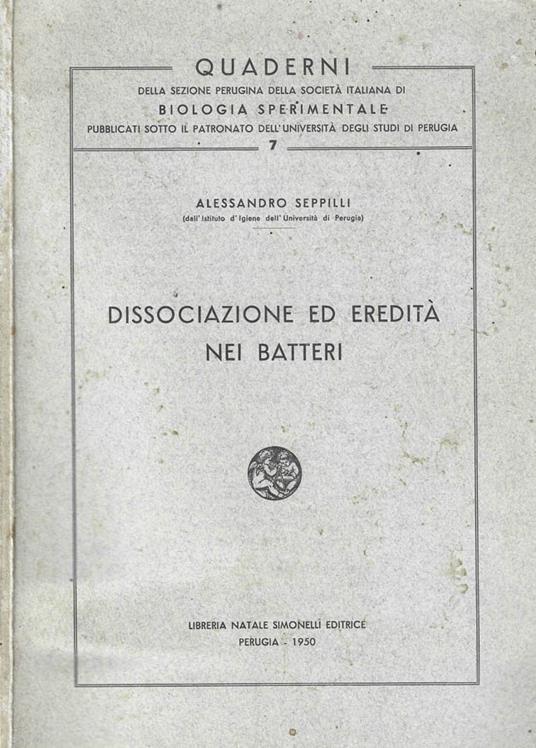 QUADERNI
DELLA SEZIONE PERUGINA DELLA SOCIETÀ ITALIANA DI
BIOLOGIA SPERIMENTALE
PUBBLICATI SOTTO IL PATRONATO DELL'UNIVERSITÀ DEGLI STUDI DI PERUGIA
7
ALESSANDRO SEPPILLI
(dell'Istituto d'Igiene dell'Università di Perugia)
DISSOCIAZIONE ED EREDITÀ
NEI BATTERI
LIBRERIA NATALE SIMONELLI EDITRICE
PERUGIA - 1950